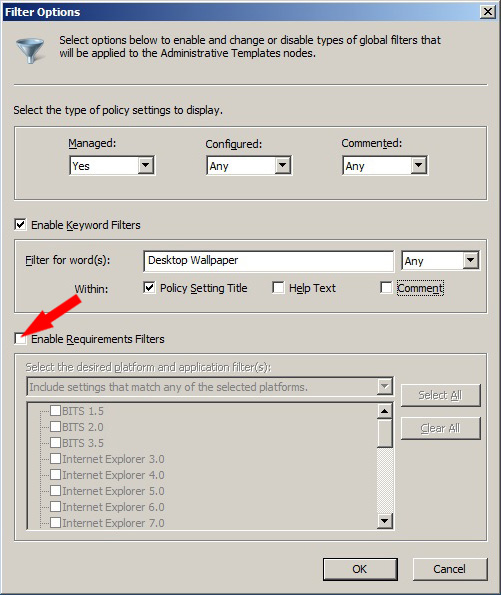 Filter Options
Select options below to enable and change or disable types of global filters that
will be applied to the Administrative Templates nodes.
Select the type of policy settings to display.
Managed: Configured: Commented:
Yes Any Any
Enable Keyword Filters
Filter for word(s): Desktop Wallpaper Any
Within: Policy Setting Title Help Text Comment
Enable Requirements Filters
Select the desired platform and application filter(s):
Include settings that match any of the selected platforms. Select All
BITS 1.5
BITS 2.0 Clear All
BITS 3.5
Internet Explorer 3.0
Internet Explorer 4.0
Internet Explorer 5.0
Internet Explorer 6.0
Internet Explorer 7.0
OK Cancel